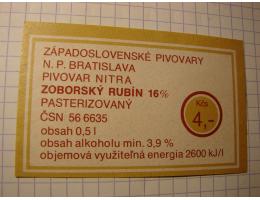 ZÁPADOSLOVENSKÉ PIVOVARY
N. P. BRATISLAVA
PIVOVAR NITRA
ZOBORSKÝ RUBÍN 16%
PASTERIZOVANÝ
ČSN 56 6635
obsah 0,5 l
obsah alkoholu min. 3,9 %
objemová využiteľná energia 2600 kJ/l
Kčs
4,-